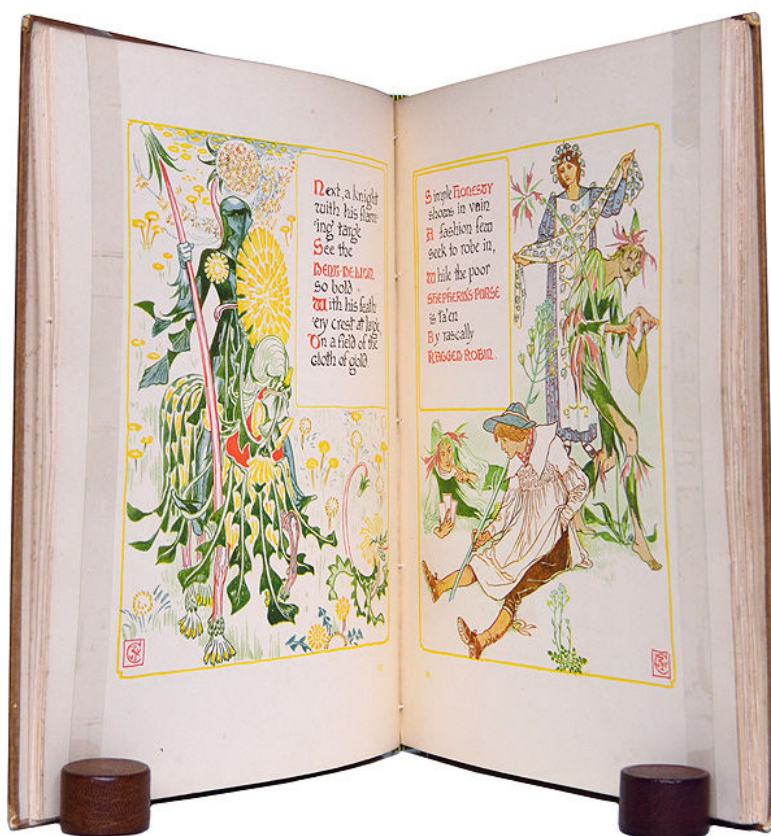 Next, a knight
with his flam-
ing targe
See the
DENT-DE-LION
so bold
With his feath-
ery crest at large
On a field of the
cloth of gold.
Simple HONESTY
shows in vain
A fashion few
seek to robe in,
While the poor
SHEPHERD'S PURSE
is ta'en
By rascally
RAGGED ROBIN.